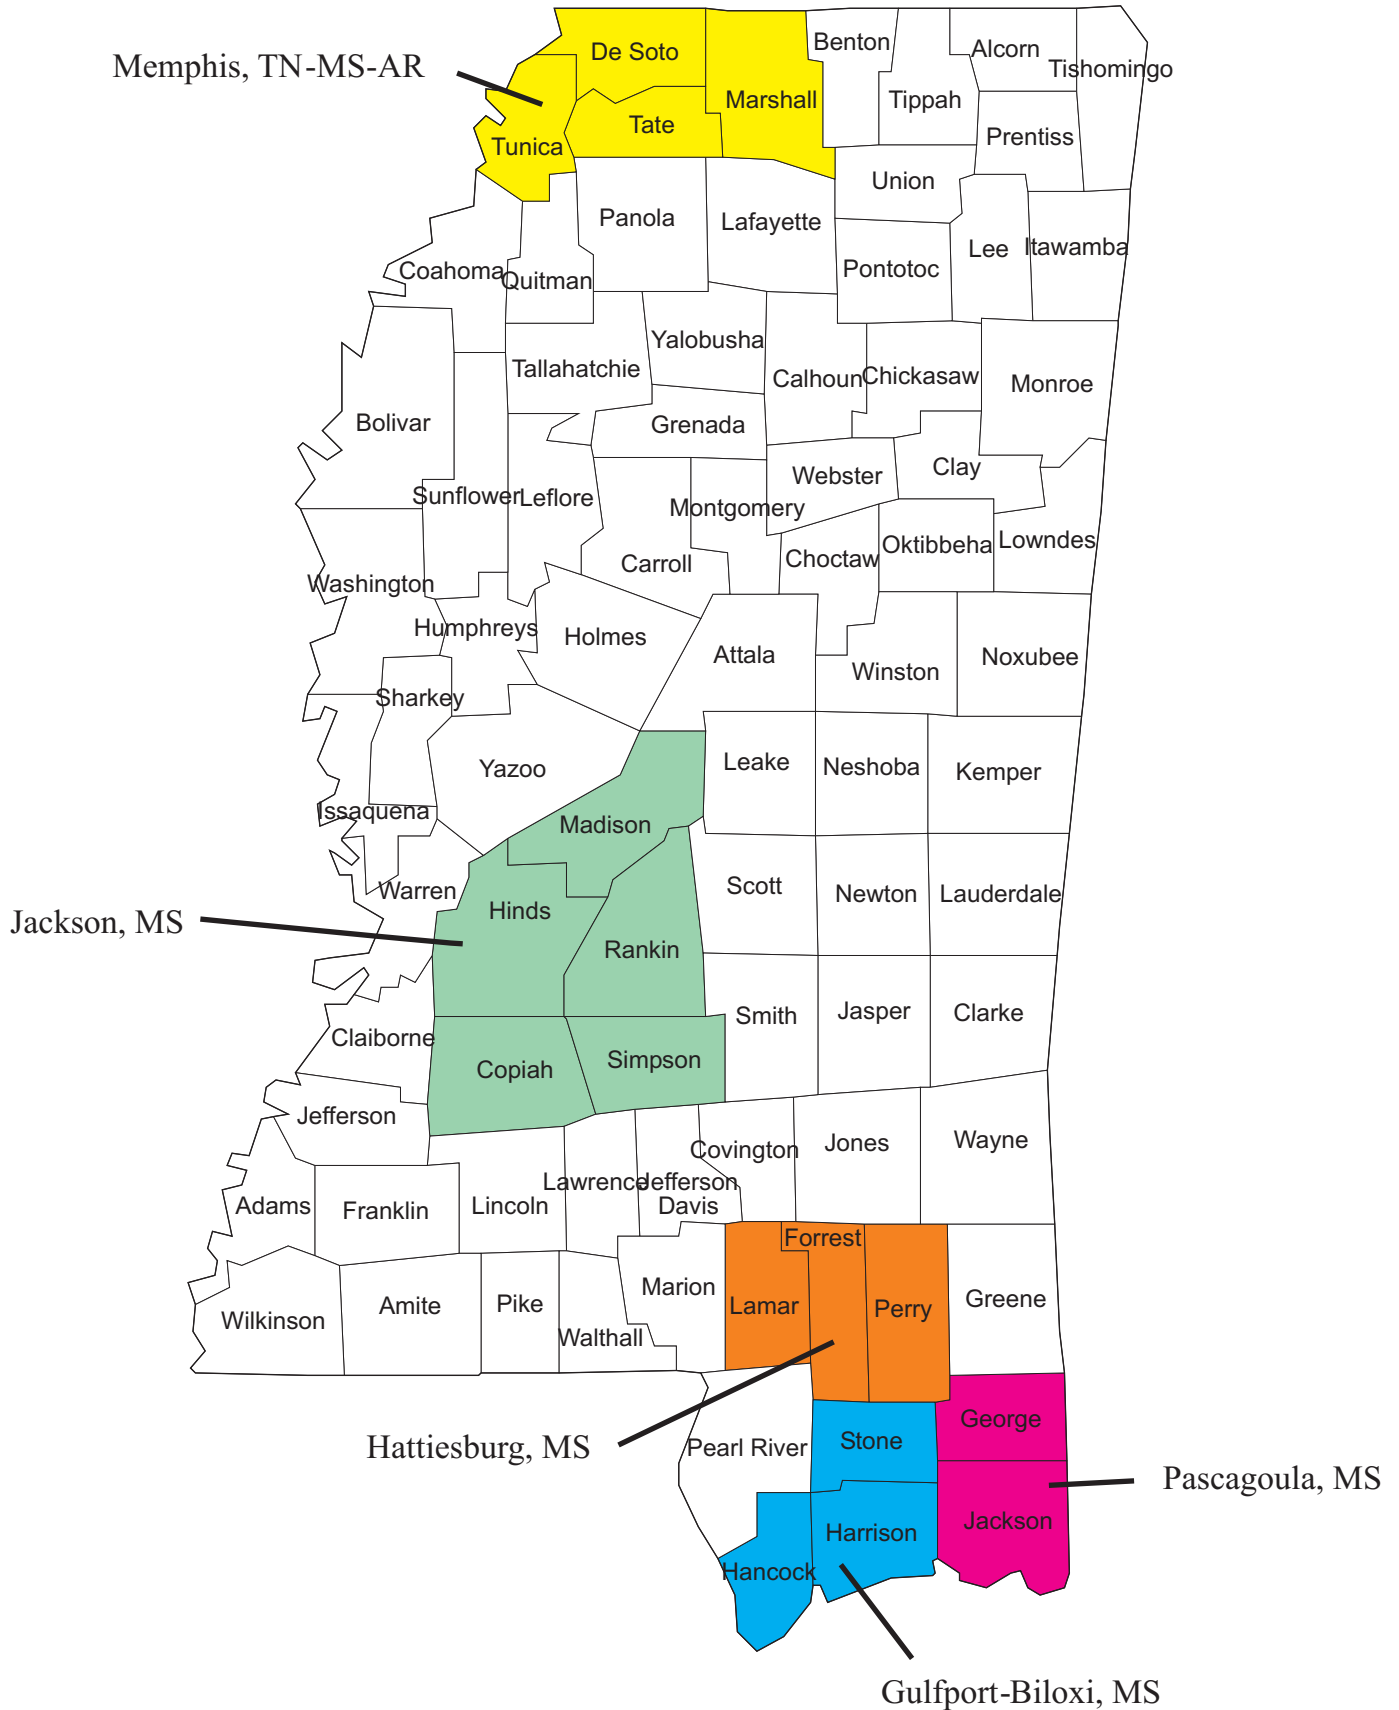 Benton
Alcorn
De Soto
Memphis, TN-MS-AR
Tishomingo
Marshall
Tippah
Tate
Prentiss
Tunica
Union
Panola
Lafayette
Lee
Itawamba
Pontotoc
Coahoma
Quitman
Yalobusha
Tallahatchie
Calhoun
Chickasaw
Monroe
Bolivar
Grenada
Clay
Webster
Sunflower
Leflore
Montgomery
Lowndes
Oktibbeha
Choctaw
Carroll
Washington
Humphreys
Holmes
Attala
Noxubee
Winston
Sharkey
Leake
Neshoba
Yazoo
Kemper
Issaquena
Madison
Scott
Warren
Newton
Lauderdale
Hinds
Jackson, MS
Rankin
Smith
Jasper
Clarke
Claiborne
Simpson
Copiah
Jefferson
Wayne
Jones
Covington
Lawrence
Jefferson
Davis
Adams
Lincoln
Franklin
Forrest
Marion
Greene
Pike
Amite
Lamar
Perry
Wilkinson
Walthall
George
Stone
Hattiesburg, MS
Pearl River
Pascagoula, MS
Jackson
Harrison
Hancock
Gulfport-Biloxi, MS